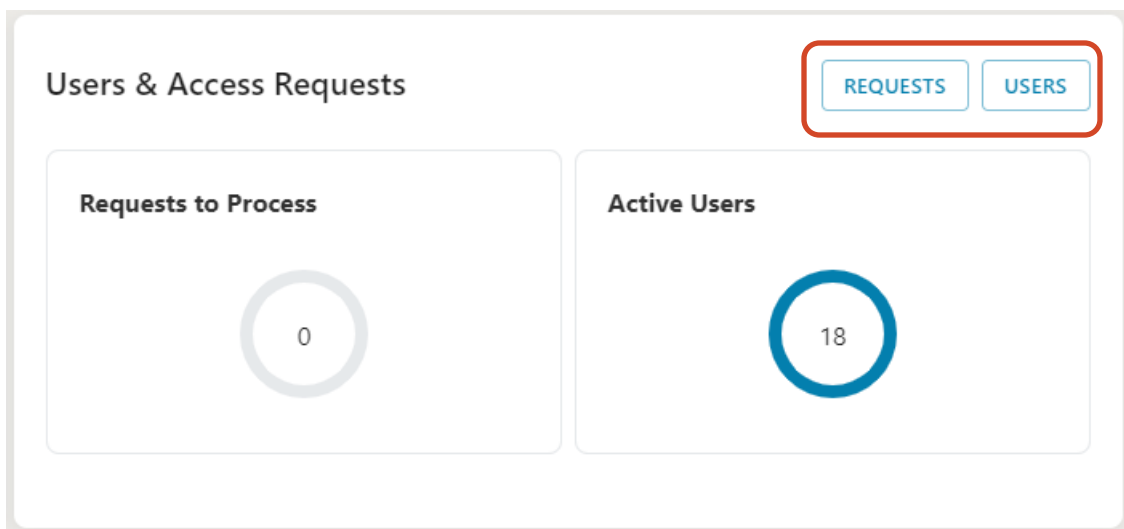 Users & Access Requests
REQUESTS
USERS
Requests to Process
Active Users
0
18